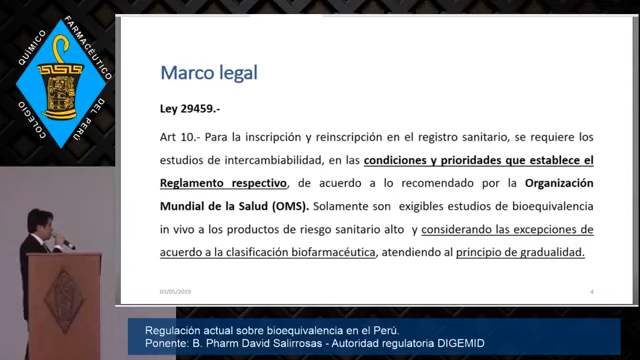 QUÍMICO
FARMACÉUTICO
DEL PERÚ
COLEGIO
Marco legal
Ley 29459.-
Art 10.- Para la inscripción y reinscripción en el registro sanitario, se requiere los
estudios de intercambiabilidad, en las condiciones y prioridades que establece el
Reglamento respectivo, de acuerdo a lo recomendado por la Organización
Mundial de la Salud (OMS). Solamente son exigibles estudios de bioequivalencia
in vivo a los productos de riesgo sanitario alto y considerando las excepciones de
acuerdo a la clasificación biofarmacéutica, atendiendo al principio de gradualidad.
03/05/2019
4
Regulación actual sobre bioequivalencia en el Perú.
Ponente: B. Pharm David Salirrosas - Autoridad regulatoria DIGEMID